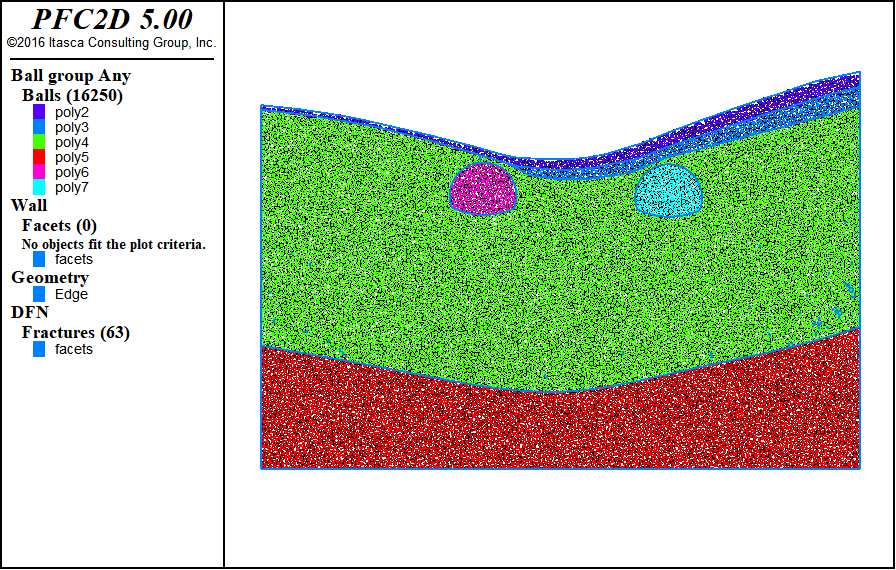 PFC2D 5.00
©2016 Itasca Consulting Group, Inc.
Ball group Any
Balls (16250)
poly2
poly3
poly4
poly5
poly6
poly7
Wall
Facets (0)
No objects fit the plot criteria.
facets
Geometry
Edge
DFN
Fractures (63)
facets